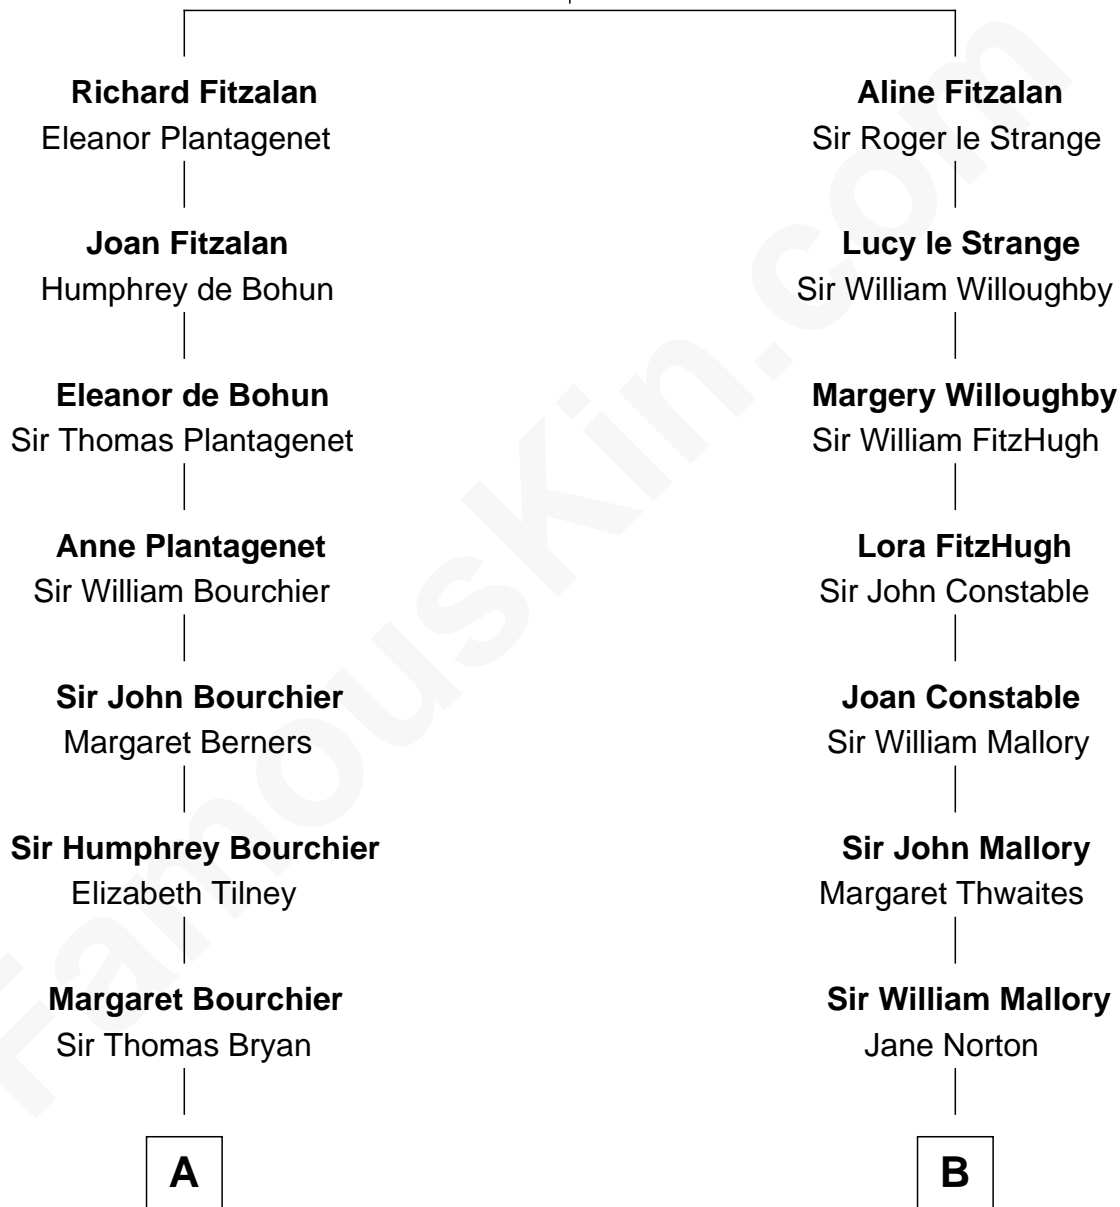 Richard Fitzalan
Eleanor Plantagenet
Joan Fitzalan
Humphrey de Bohun
Eleanor de Bohun
Sir Thomas Plantagenet
Anne Plantagenet
Sir William Bourchier
Sir John Bourchier
Margaret Berners
Sir Humphrey Bourchier
Elizabeth Tilney
Margaret Bourchier
Sir Thomas Bryan
A
Aline Fitzalan
Sir Roger le Strange
Lucy le Strange
Sir William Willoughby
Margery Willoughby
Sir William FitzHugh
Lora FitzHugh
Sir John Constable
Joan Constable
Sir William Mallory
Sir John Mallory
Margaret Thwaites
Sir William Mallory
Jane Norton
B
FamousKin.com